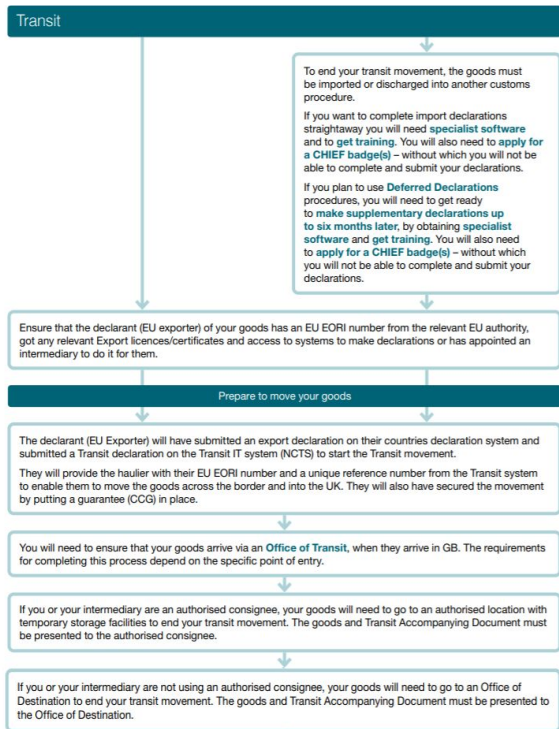 Transit
To end your transit movement, the goods must
be imported or discharged into another customs
procedure.
If you want to complete import declarations
straightaway you will need specialist software
and to get training. You will also need to apply for
a CHIEF badge(s) – without which you will not be
able to complete and submit your declarations.
If you plan to use Deferred Declarations
procedures, you will need to get ready
to make supplementary declarations up
to six months later, by obtaining specialist
software and get training. You will also need
to apply for a CHIEF badge(s) – without which
you will not be able to complete and submit your
declarations.
Ensure that the declarant (EU exporter) of your goods has an EU EORI number from the relevant EU authority,
got any relevant Export licences/certificates and access to systems to make declarations or has appointed an
intermediary to do it for them.
Prepare to move your goods
The declarant (EU Exporter) will have submitted an export declaration on their countries declaration system and
submitted a Transit declaration on the Transit IT system (NCTS) to start the Transit movement.
They will provide the haulier with their EU EORI number and a unique reference number from the Transit system
to enable them to move the goods across the border and into the UK. They will also have secured the movement
by putting a guarantee (CCG) in place.
You will need to ensure that your goods arrive via an Office of Transit, when they arrive in GB. The requirements
for completing this process depend on the specific point of entry.
If you or your intermediary are an authorised consignee, your goods will need to go to an authorised location with
temporary storage facilities to end your transit movement. The goods and Transit Accompanying Document must
be presented to the authorised consignee.
If you or your intermediary are not using an authorised consignee, your goods will need to go to an Office of
Destination to end your transit movement. The goods and Transit Accompanying Document must be presented to
the Office of Destination.